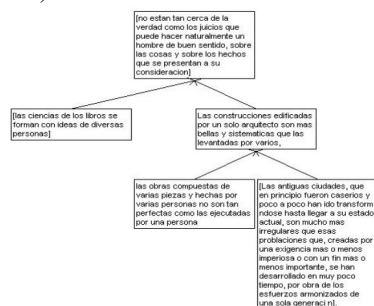 [no estan tan cerca de la
verdad como los juicios que
puede hacer naturalmente un
hombre de buen sentido, sobre
las cosas y sobre los hechos
que se presentan a su
consideracion]
[las ciencias de los libros se
forman con ideas de diversas
personas]
Las construcciones edificadas
por un solo arquitecto son mas
bellas y sistematicas que las
levantadas por varios,
las obras compuestas de
varias piezas y hechas por
varias personas no son tan
perfectas como las ejecutadas
por una persona
[Las antiguas ciudades, que
en principio fueron caserios y
poco a poco han ido transform
ndose hasta llegar a su estado
actual, son mucho mas
irregulares que esas
problaciones que, creadas por
una exigencia mas o menos
imperiosa o con un fin mas o
menos importante, se han
desarrollado en muy poco
tiempo, por obra de los
esfuerzos armonizados de
una sola generaci n].